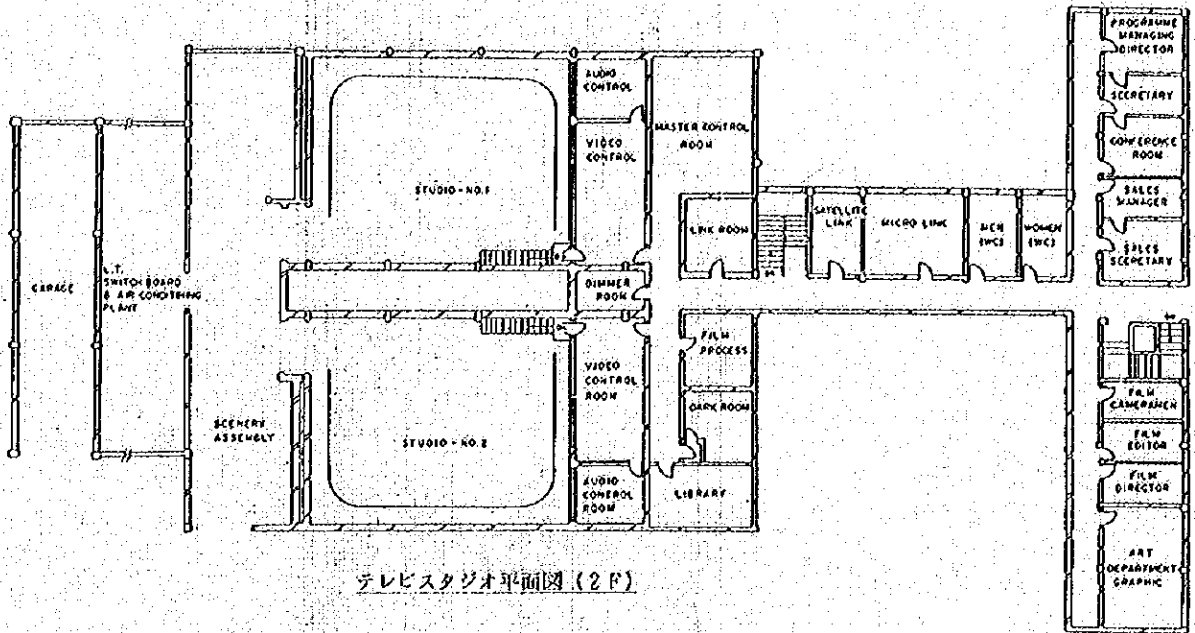 GARAGE
L.T.
SWITCH BOARD
& AIR CONDITINING
PLANT
SCENERY
ASSEMBLY
STUDIO - NO.1
STUDIO - NO.2
AUDIO
CONTROL
VIDEO
CONTROL
DIMMER
ROOM
VIDEO
CONTROL
ROOM
AUDIO
CONTROL
ROOM
MASTER CONTROL
ROOM
LINK ROOM
FILM
PROCESS
DARK ROOM
LIBRARY
SATELLITE
LINK
MICRO LINK
MEN
(WC)
WOMEN
(WC)
PROGRAMME
MANAGING
DIRECTOR
SECRETARY
CONFERENCE
ROOM
SALES
MANAGER
SALES
SECRETARY
FILM
CAMERAMEN
FILM
EDITOR
FILM
DIRECTOR
ART
DEPARTMENT
GRAPHIC
テレビスタジオ平面図 (2F)